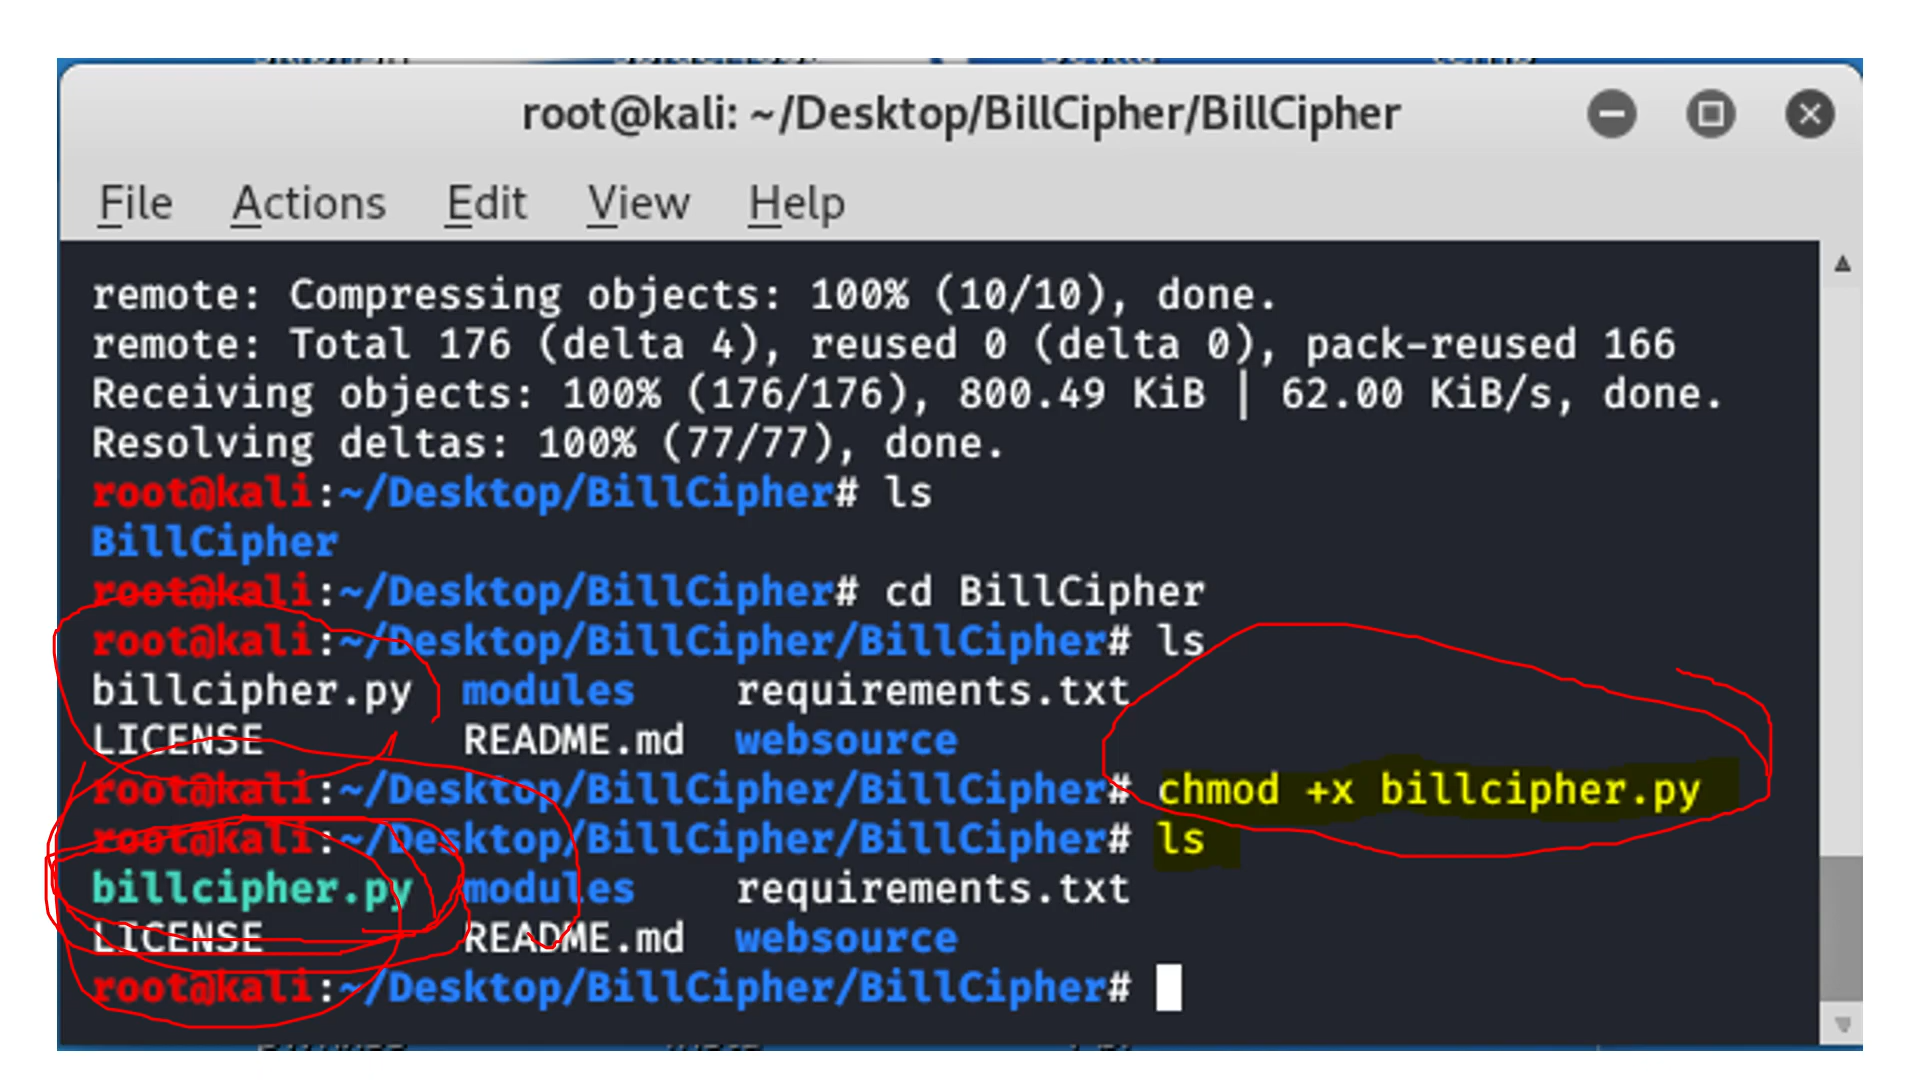 root@kali: ~/Desktop/BillCipher/BillCipher
File Actions Edit View Help
remote: Compressing objects: 100% (10/10), done.
remote: Total 176 (delta 4), reused 0 (delta 0), pack-reused 166
Receiving objects: 100% (176/176), 800.49 KiB | 62.00 KiB/s, done.
Resolving deltas: 100% (77/77), done.
root@kali:~/Desktop/BillCipher# ls
BillCipher
root@kali:~/Desktop/BillCipher# cd BillCipher
root@kali:~/Desktop/BillCipher/BillCipher# ls
billcipher.py modules requirements.txt
LICENSE README.md websource
root@kali:~/Desktop/BillCipher/BillCipher# chmod +x billcipher.py
root@kali:~/Desktop/BillCipher/BillCipher# ls
billcipher.py modules requirements.txt
LICENSE README.md websource
root@kali:~/Desktop/BillCipher/BillCipher#